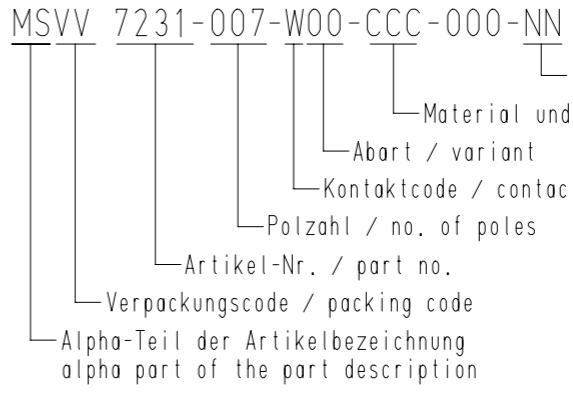 MSVV 7231-007-W00-CCC-000-NN
Material und
Abart / variant
Kontaktcode /
Polzahl / no. of poles
Artikel-Nr. / part no.
Verpackungscode / packing code
Alpha-Teil der Artikelbezeichnung
alpha part of the part description